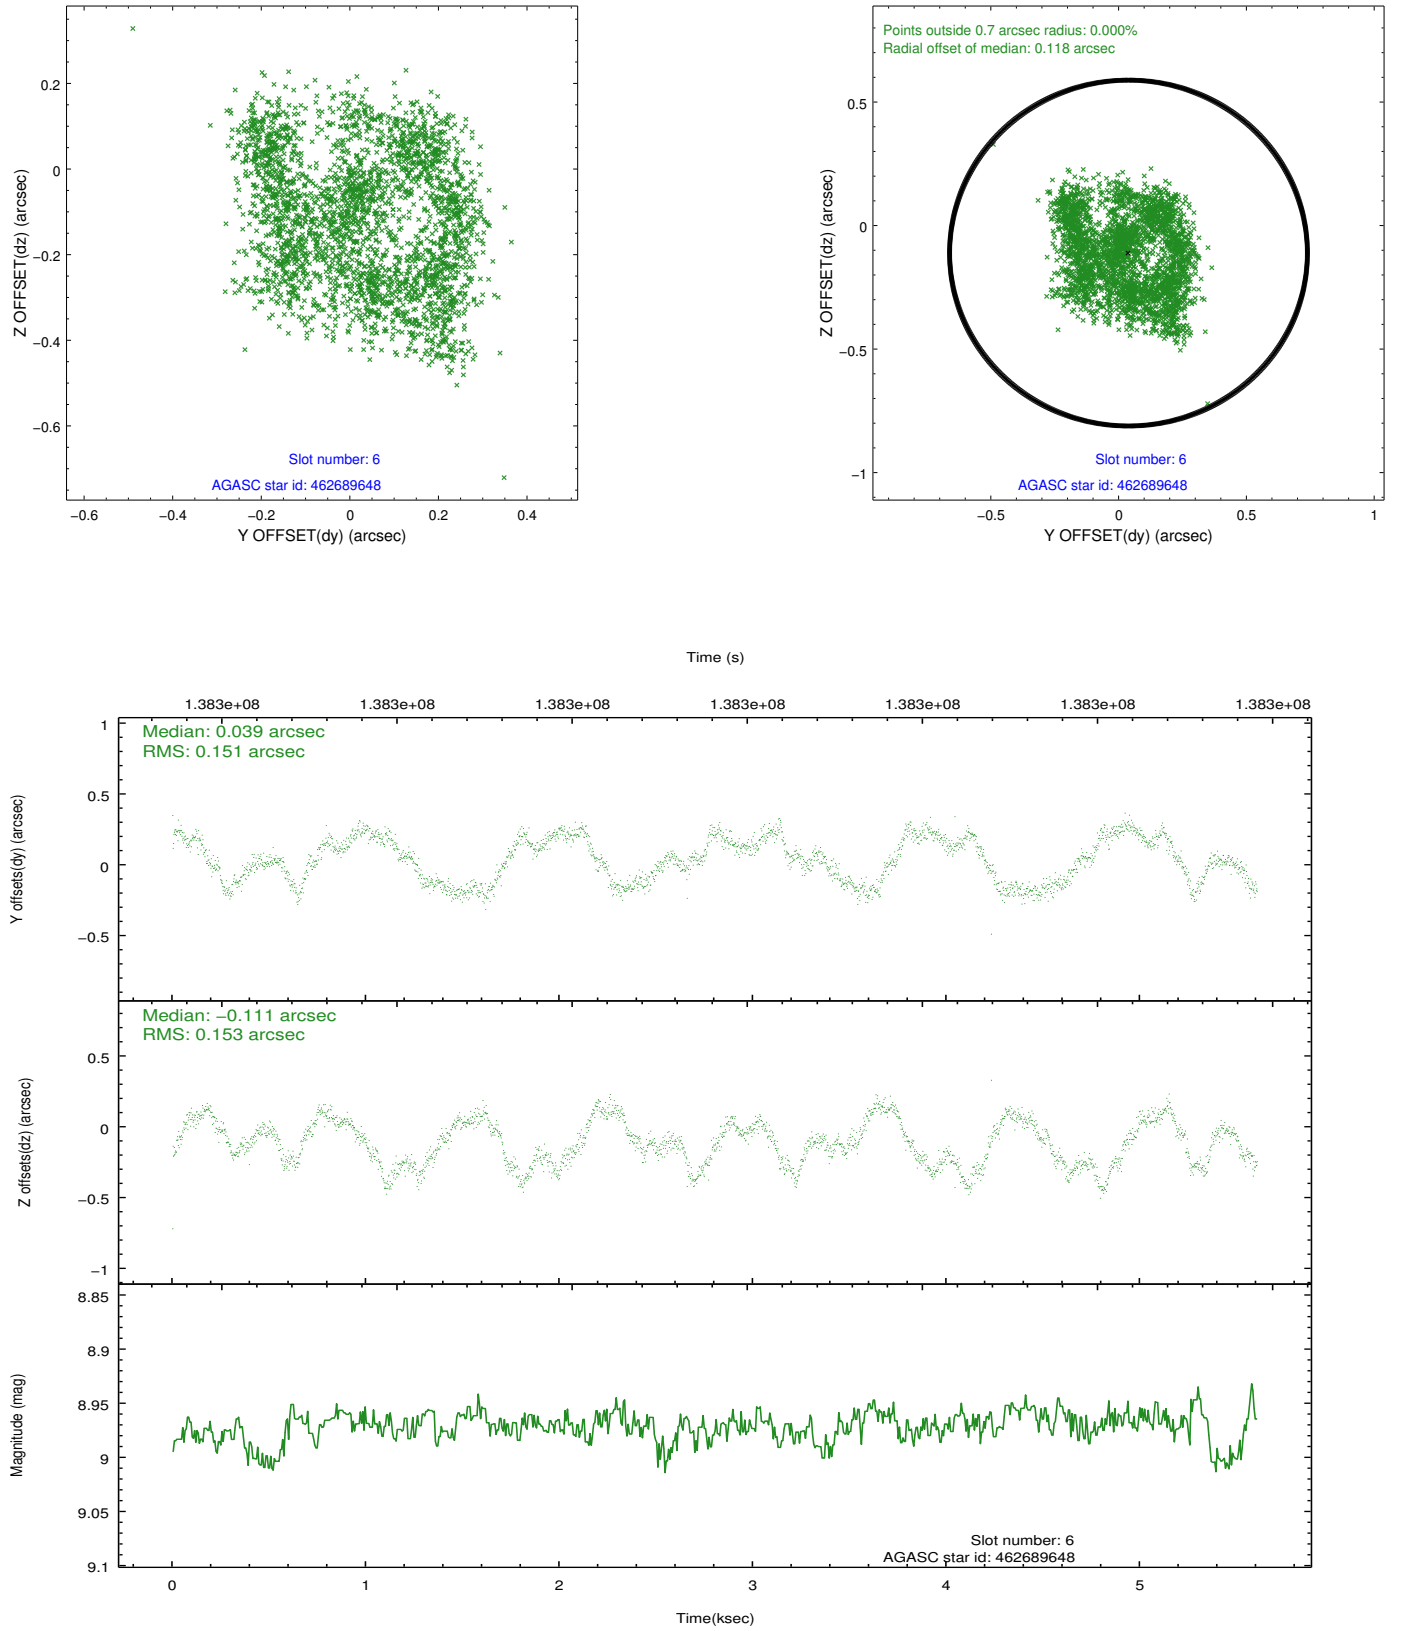 0.2
0
−0.2
−0.4
−0.6
Z OFFSET(dz) (arcsec)
Slot number: 6
AGASC star id: 462689648
−0.6
−0.4
−0.2
0
0.2
0.4
Y OFFSET(dy) (arcsec)
Points outside 0.7 arcsec radius: 0.000%
Radial offset of median: 0.118 arcsec
0.5
0
−0.5
−1
Z OFFSET(dz) (arcsec)
Slot number: 6
AGASC star id: 462689648
−0.5
0
0.5
1
Y OFFSET(dy) (arcsec)
Time (s)
1.383e+08 1.383e+08 1.383e+08 1.383e+08 1.383e+08 1.383e+08 1.383e+08
Median: 0.039 arcsec
RMS: 0.151 arcsec
1
0.5
0
−0.5
Y offsets(dy) (arcsec)
Median: −0.111 arcsec
RMS: 0.153 arcsec
0.5
0
−0.5
−1
Z offsets(dz) (arcsec)
8.85
8.9
8.95
9
9.05
9.1
Magnitude (mag)
Slot number: 6
AGASC star id: 462689648
0 1 2 3 4 5
Time(ksec)